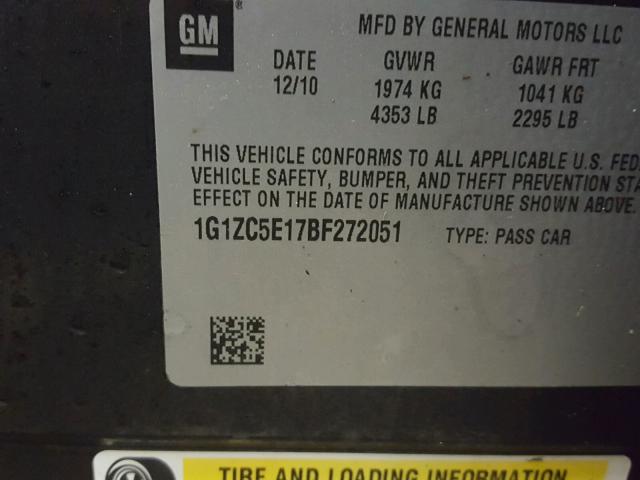 GM ® MFD BY GENERAL MOTORS LLC
DATE GVWR GAWR FRT
12/10 1974 KG 1041 KG
4353 LB 2295 LB
THIS VEHICLE CONFORMS TO ALL APPLICABLE U.S. FED
VEHICLE SAFETY, BUMPER, AND THEFT PREVENTION STA
EFFECT ON THE DATE OF MANUFACTURE SHOWN ABOVE.
1G1ZC5E17BF272051 TYPE: PASS CAR
TIRE AND LOADING INFORMATION